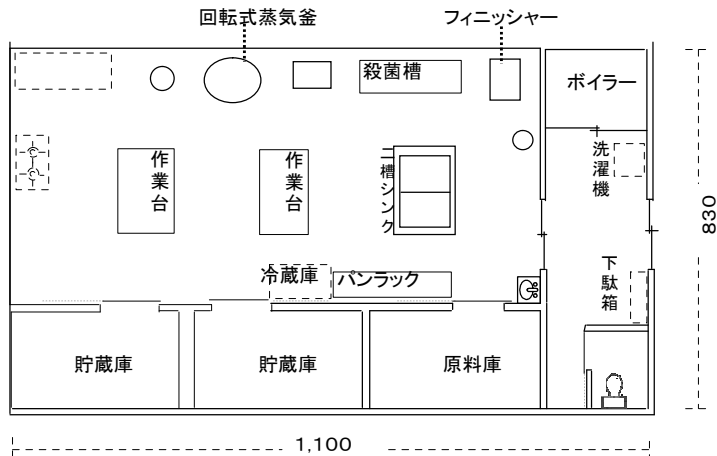 回転式蒸気釜
フィニッシャー
殺菌槽
ボイラー
洗濯機
作業台
作業台
二槽シンク
830
下駄箱
冷蔵庫
パンラック
貯蔵庫
貯蔵庫
原料庫
1,100